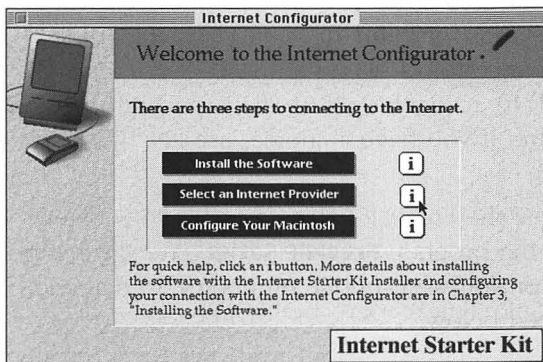 Internet Configurator
Welcome to the Internet Configurator.
There are three steps to connecting to the Internet.
Install the Software
i
Select an Internet Provider
i
Configure Your Macintosh
i
For quick help, click an i button. More details about installing
the software with the Internet Starter Kit Installer and configuring
your connection with the Internet Configurator are in Chapter 3,
"Installing the Software."
Internet Starter Kit